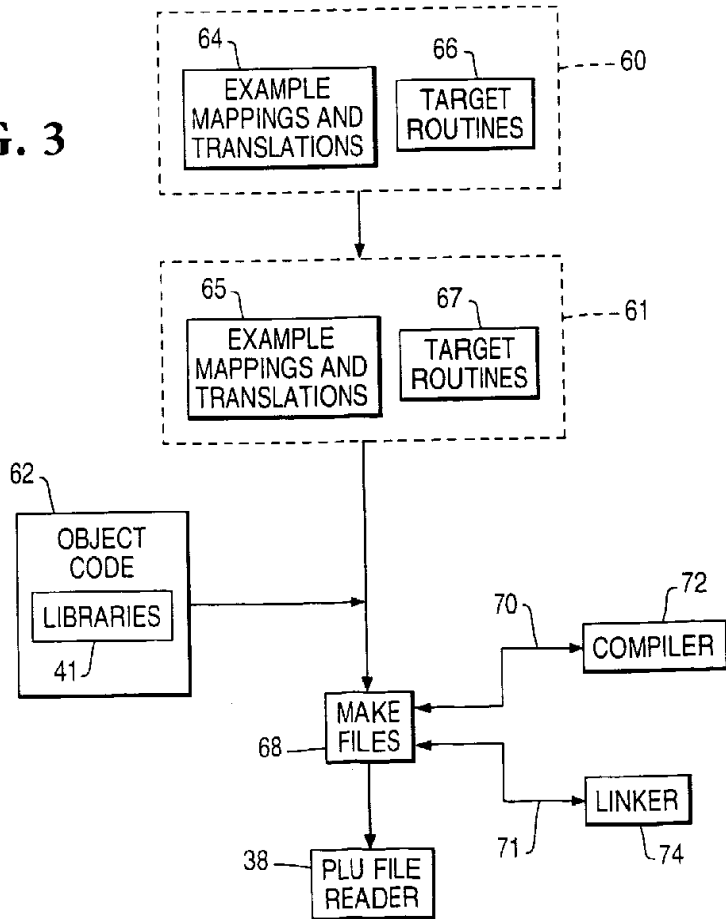 64
66
60
EXAMPLE
MAPPINGS AND
TRANSLATIONS
TARGET
ROUTINES
G. 3
65
67
61
EXAMPLE
MAPPINGS AND
TRANSLATIONS
TARGET
ROUTINES
62
OBJECT
CODE
LIBRARIES
41
70
72
COMPILER
MAKE
FILES
68
LINKER
71
74
38
PLU FILE
READER